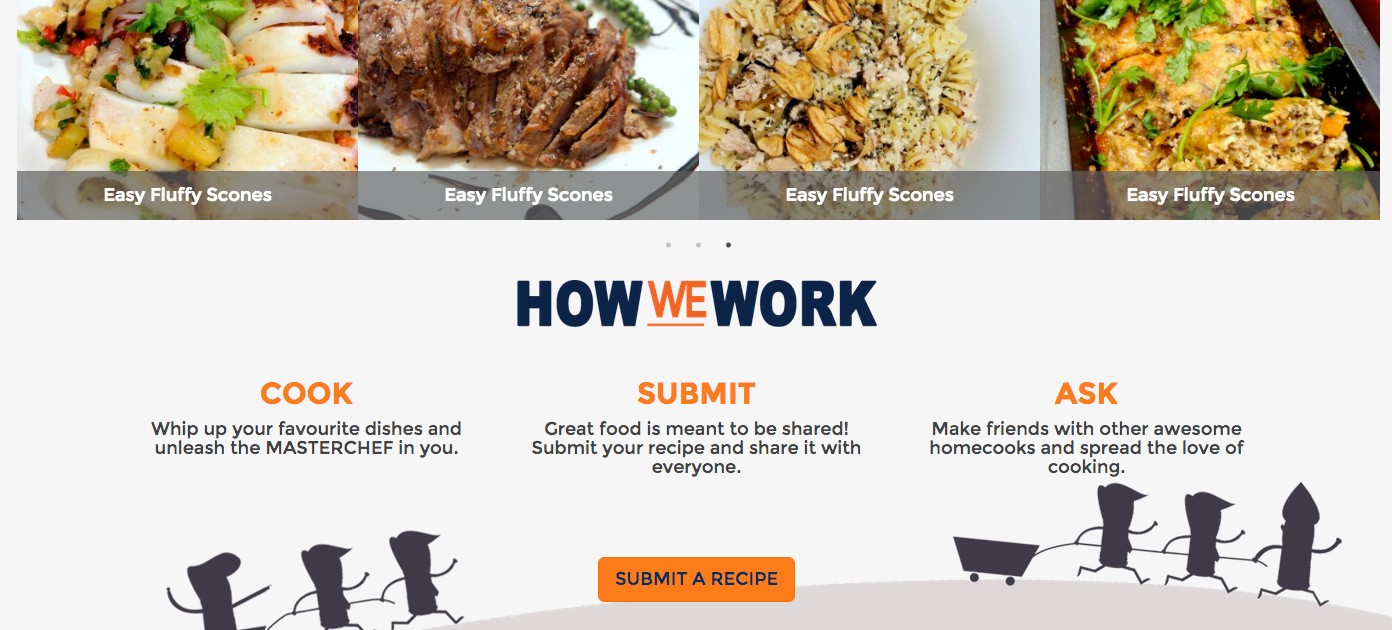 Easy Fluffy Scones
Easy Fluffy Scones
Easy Fluffy Scones
Easy Fluffy Scones
HOW WE WORK
COOK
Whip up your favourite dishes and
unleash the MASTERCHEF in you.
SUBMIT
Great food is meant to be shared!
Submit your recipe and share it with
everyone.
ASK
Make friends with other awesome
homecooks and spread the love of
cooking.
SUBMIT A RECIPE